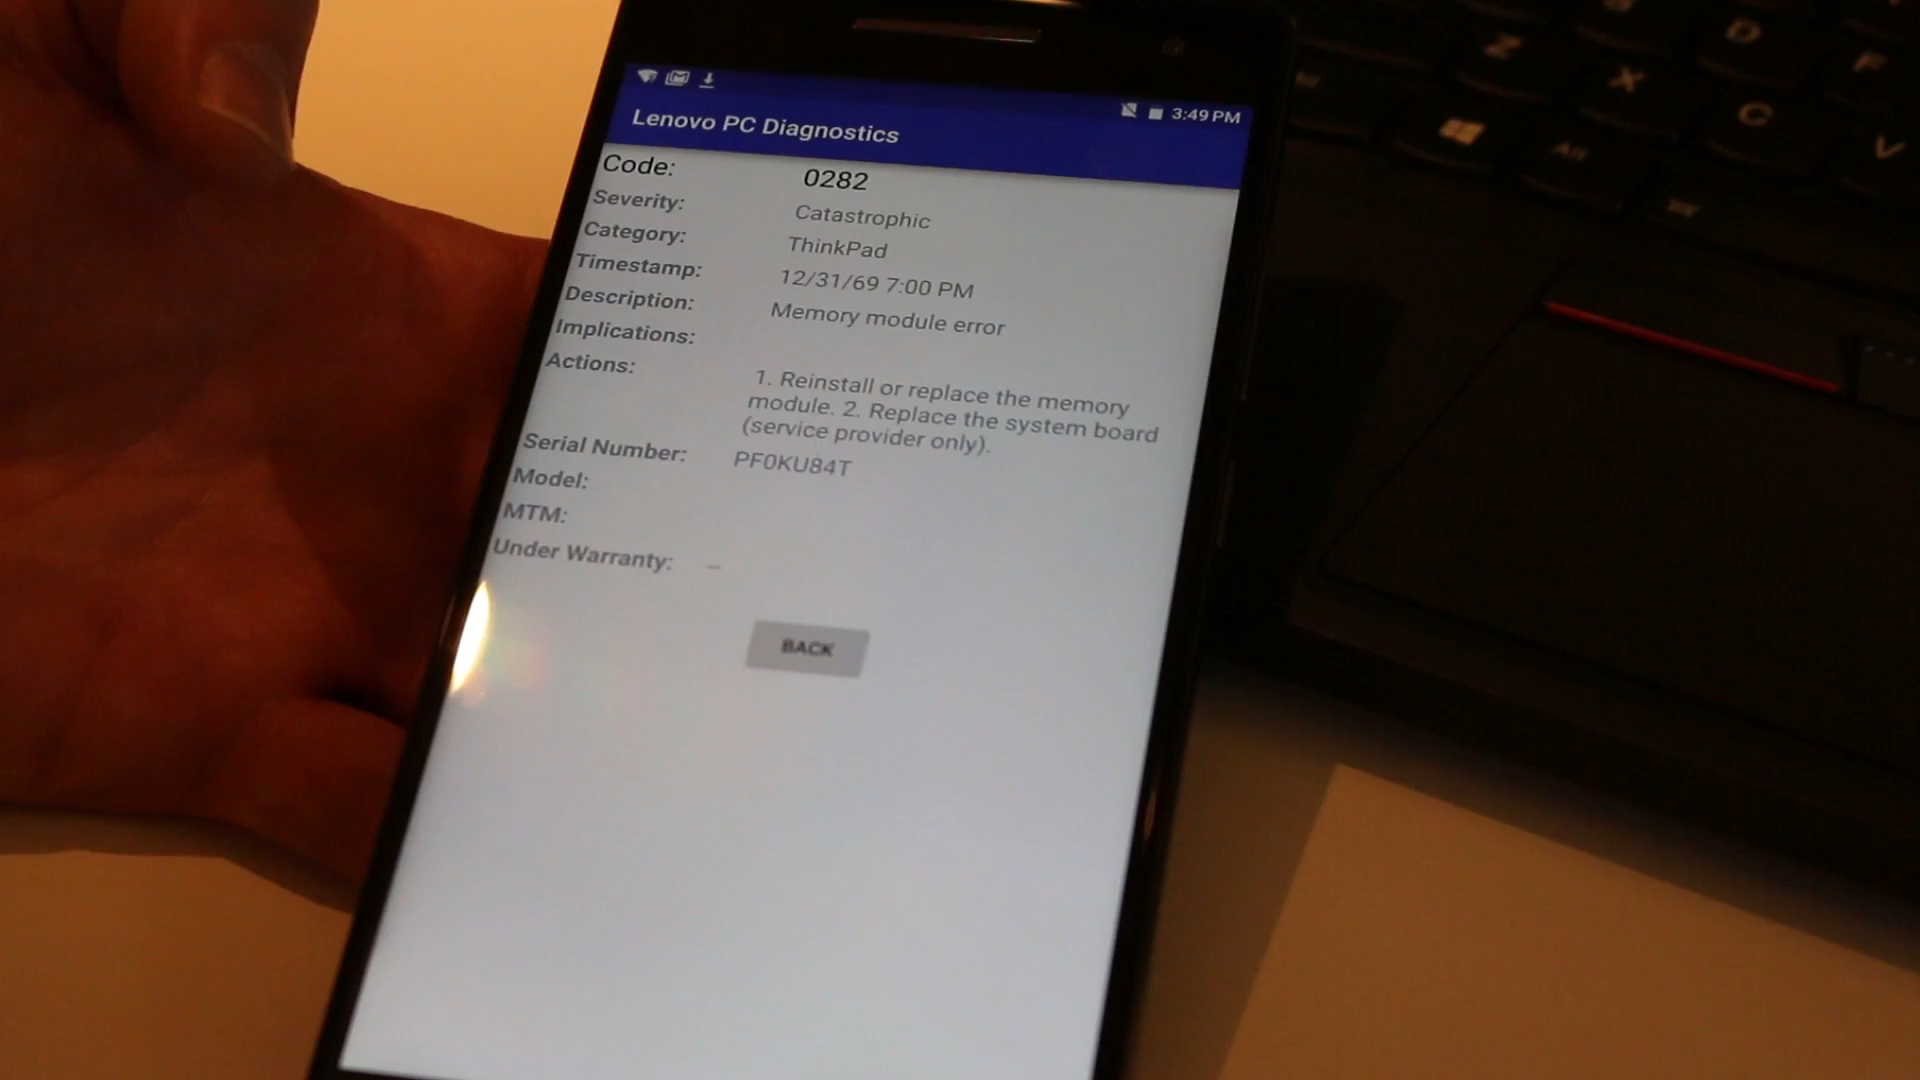 3:49 PM
Lenovo PC Diagnostics
Code: 0282
Severity: Catastrophic
Category: ThinkPad
Timestamp: 12/31/69 7:00 PM
Description: Memory module error
Implications:
Actions: 1. Reinstall or replace the memory
module. 2. Replace the system board
(service provider only).
Serial Number: PF0KU84T
Model:
MTM:
Under Warranty: –
BACK
D
F
Z
X
C
V
Alt